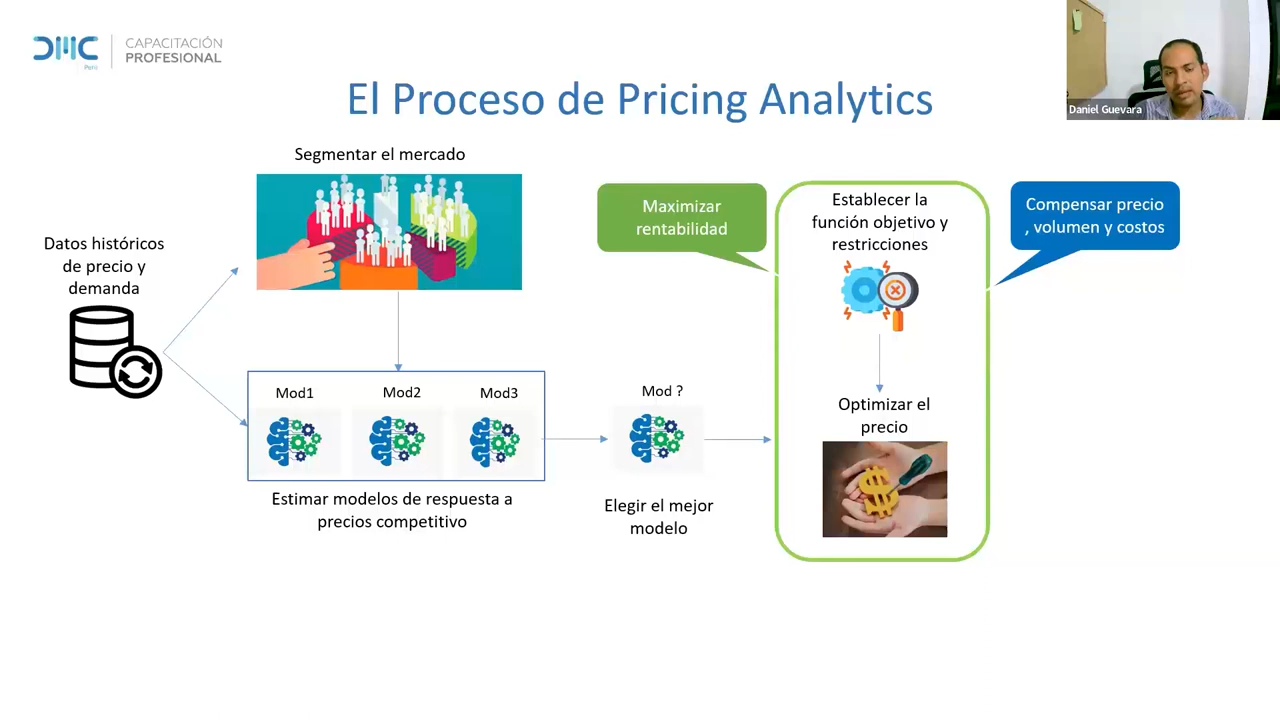 DMC
Perú
CAPACITACIÓN
PROFESIONAL
El Proceso de Pricing Analytics
Daniel Guevara
Segmentar el mercado
Datos históricos
de precio y
demanda
Mod1
Mod2
Mod3
Estimar modelos de respuesta a
precios competitivo
Mod ?
Elegir el mejor
modelo
Maximizar
rentabilidad
Establecer la
función objetivo y
restricciones
Optimizar el
precio
Compensar precio
, volumen y costos